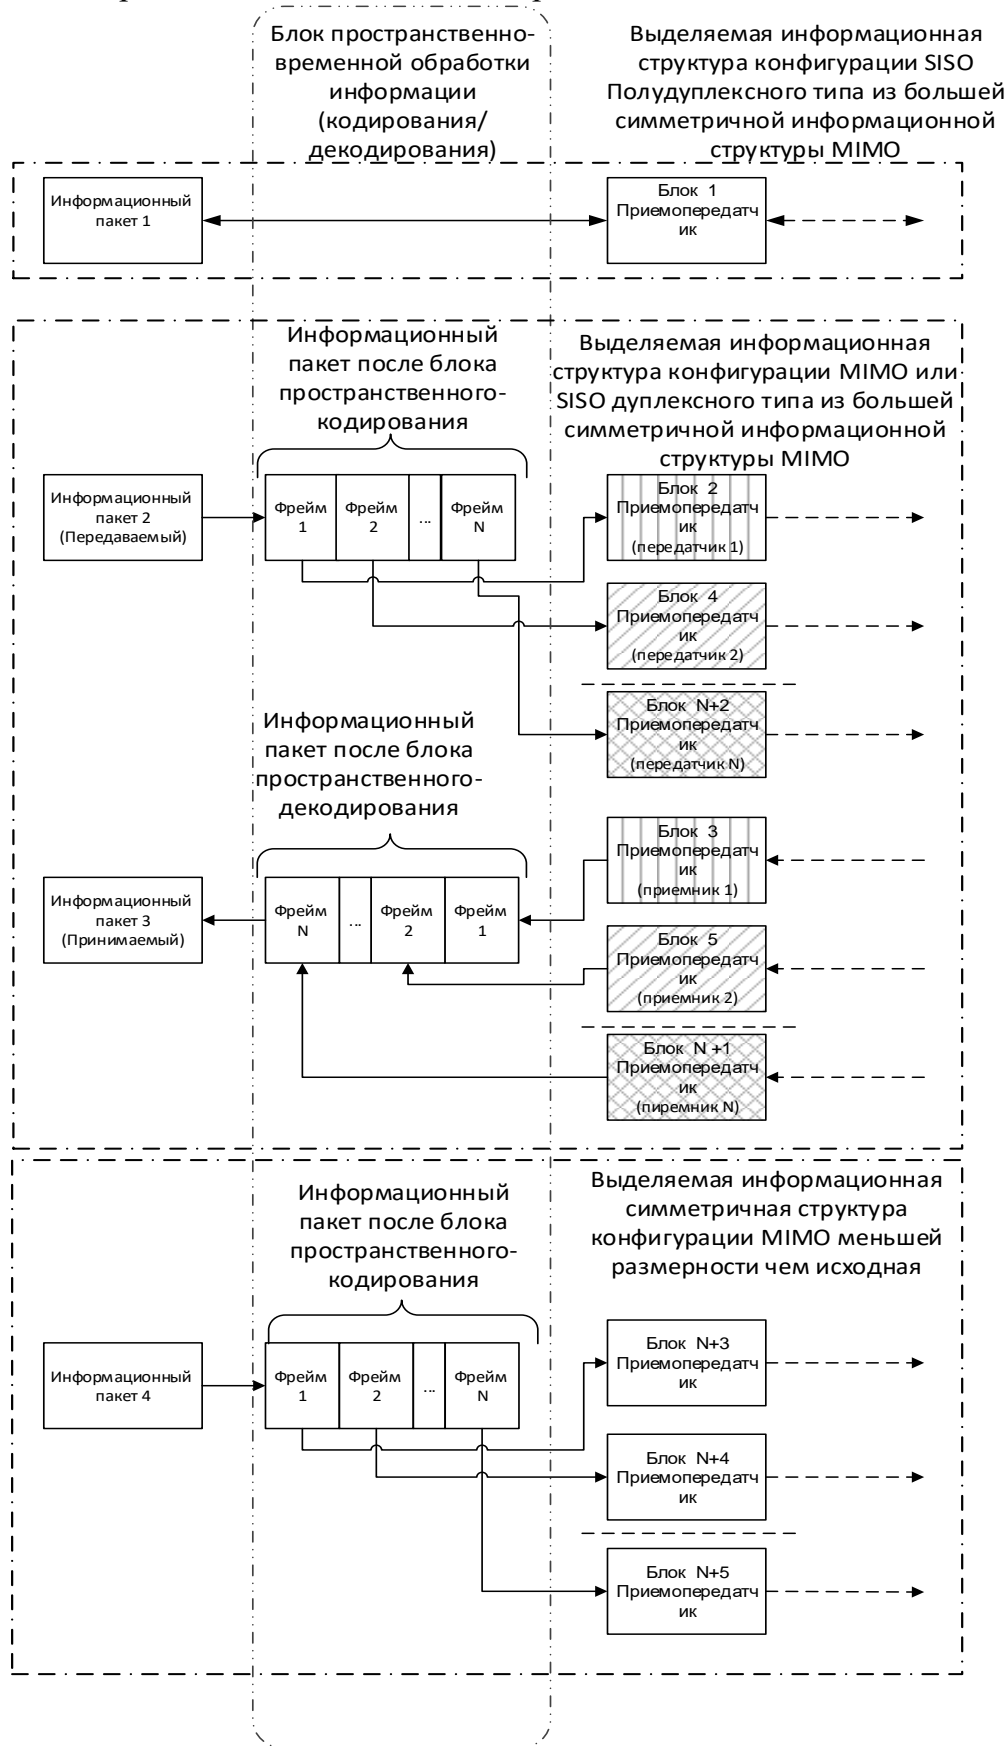 Блок пространственно-
временной обработки
информации
(кодирования/
декодирования)
Выделяемая информационная
структура конфигурации SISO
Полудуплексного типа из большей
симметричной информационной
структуры MIMO
Информационный
пакет 1
Блок 1
Приемопередатч
ик
Информационный
пакет после блока
пространственного-
кодирования
Выделяемая информационная
структура конфигурации MIMO или
SISO дуплексного типа из большей
симметричной информационной
структуры MIMO
Информационный
пакет 2
(Передаваемый)
Фрейм
1
Фрейм
2
...
Фрейм
N
Блок 2
Приемопередатч
ик
(передатчик 1)
Блок 4
Приемопередатч
ик
(передатчик 2)
Блок N+2
Приемопередатч
ик
(передатчик N)
Информационный
пакет после блока
пространственного-
декодирования
Информационный
пакет 3
(Принимаемый)
Фрейм
N
...
Фрейм
2
Фрейм
1
Блок 3
Приемопередатч
ик
(приемник 1)
Блок 5
Приемопередатч
ик
(приемник 2)
Блок N +1
Приемопередатч
ик
(пиремник N)
Информационный
пакет после блока
пространственного-
кодирования
Выделяемая информационная
симметричная структура
конфигурации MIMO меньшей
размерности чем исходная
Информационный
пакет 4
Фрейм
1
Фрейм
2
...
Фрейм
N
Блок N+3
Приемопередатч
ик
Блок N+4
Приемопередатч
ик
Блок N+5
Приемопередатч
ик